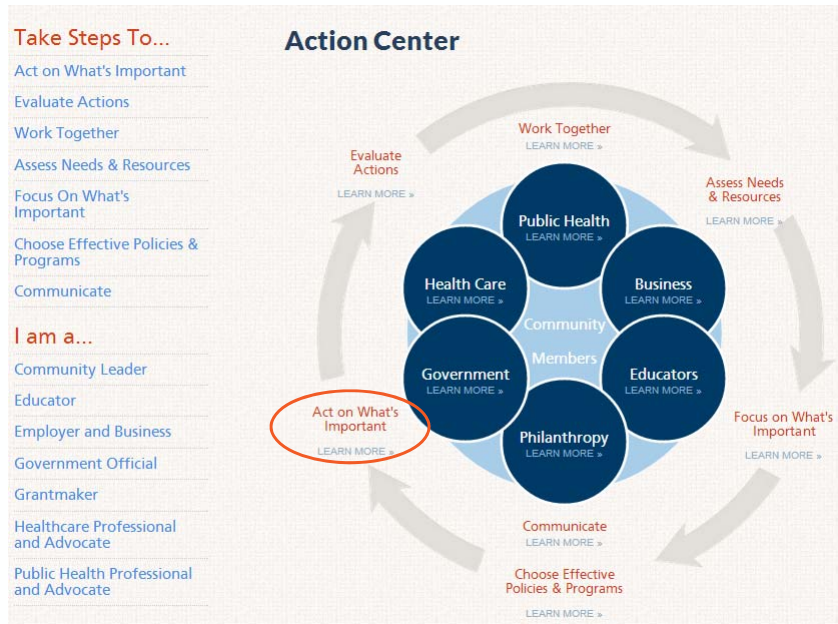 Take Steps To...
Act on What's Important
Evaluate Actions
Work Together
Assess Needs & Resources
Focus On What's
Important
Choose Effective Policies &
Programs
Communicate
I am a...
Community Leader
Educator
Employer and Business
Government Official
Grantmaker
Healthcare Professional
and Advocate
Public Health Professional
and Advocate
Action Center
Work Together
LEARN MORE »
Evaluate
Actions
LEARN MORE »
Assess Needs
& Resources
LEARN MORE »
Public Health
LEARN MORE »
Health Care
LEARN MORE »
Business
LEARN MORE »
Community
Members
Government
LEARN MORE »
Educators
LEARN MORE »
Philanthropy
LEARN MORE »
Act on What's
Important
LEARN MORE »
Focus on What's
Important
LEARN MORE »
Communicate
LEARN MORE »
Choose Effective
Policies & Programs
LEARN MORE »